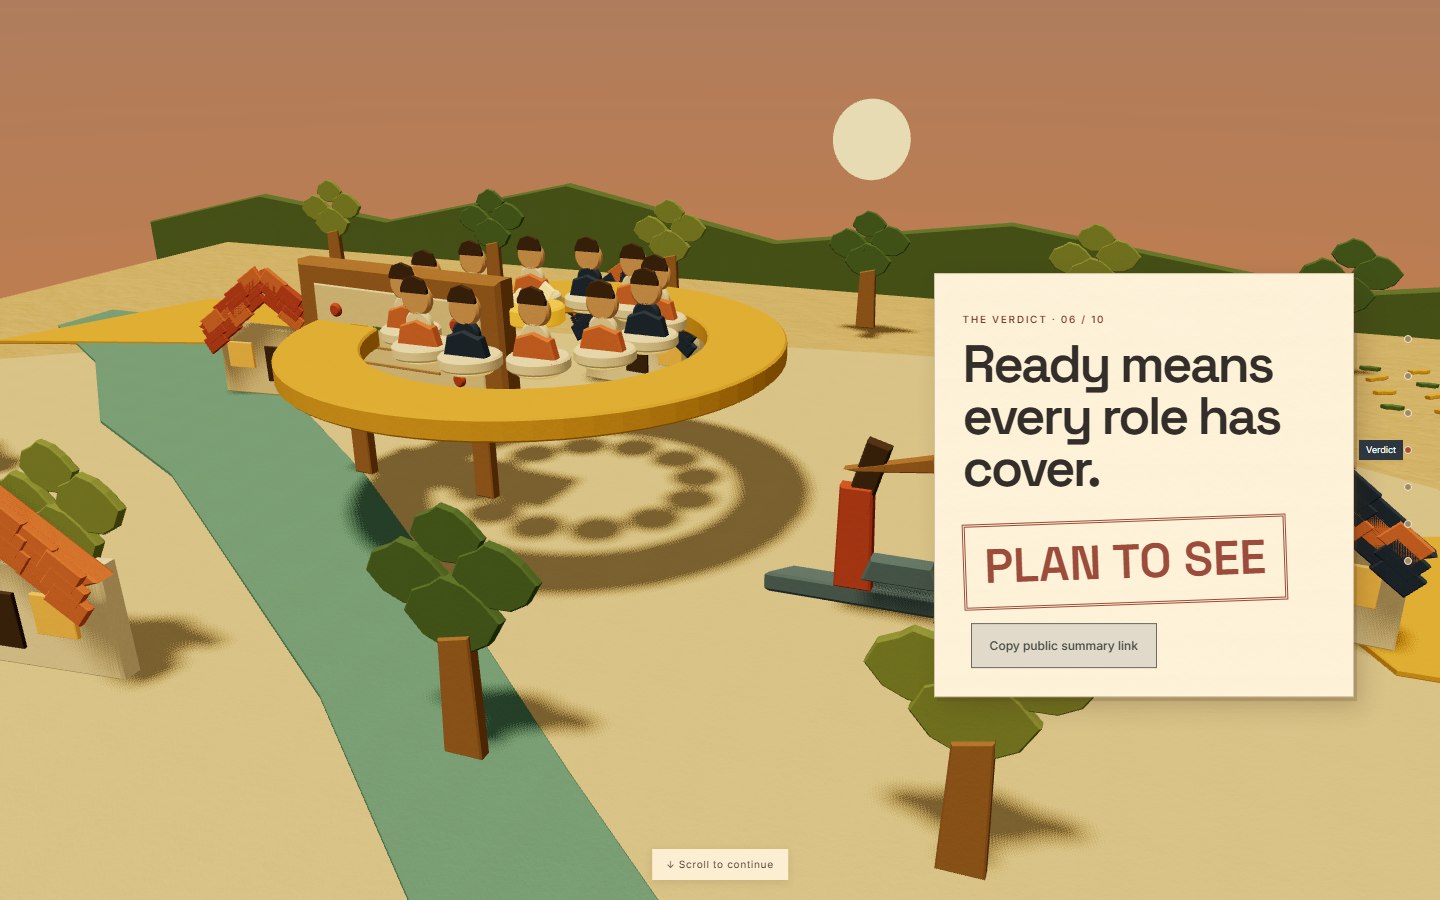 THE VERDICT · 06 / 10
Ready means
every role has
cover.
PLAN TO SEE
Copy public summary link
Verdict
↓ Scroll to continue